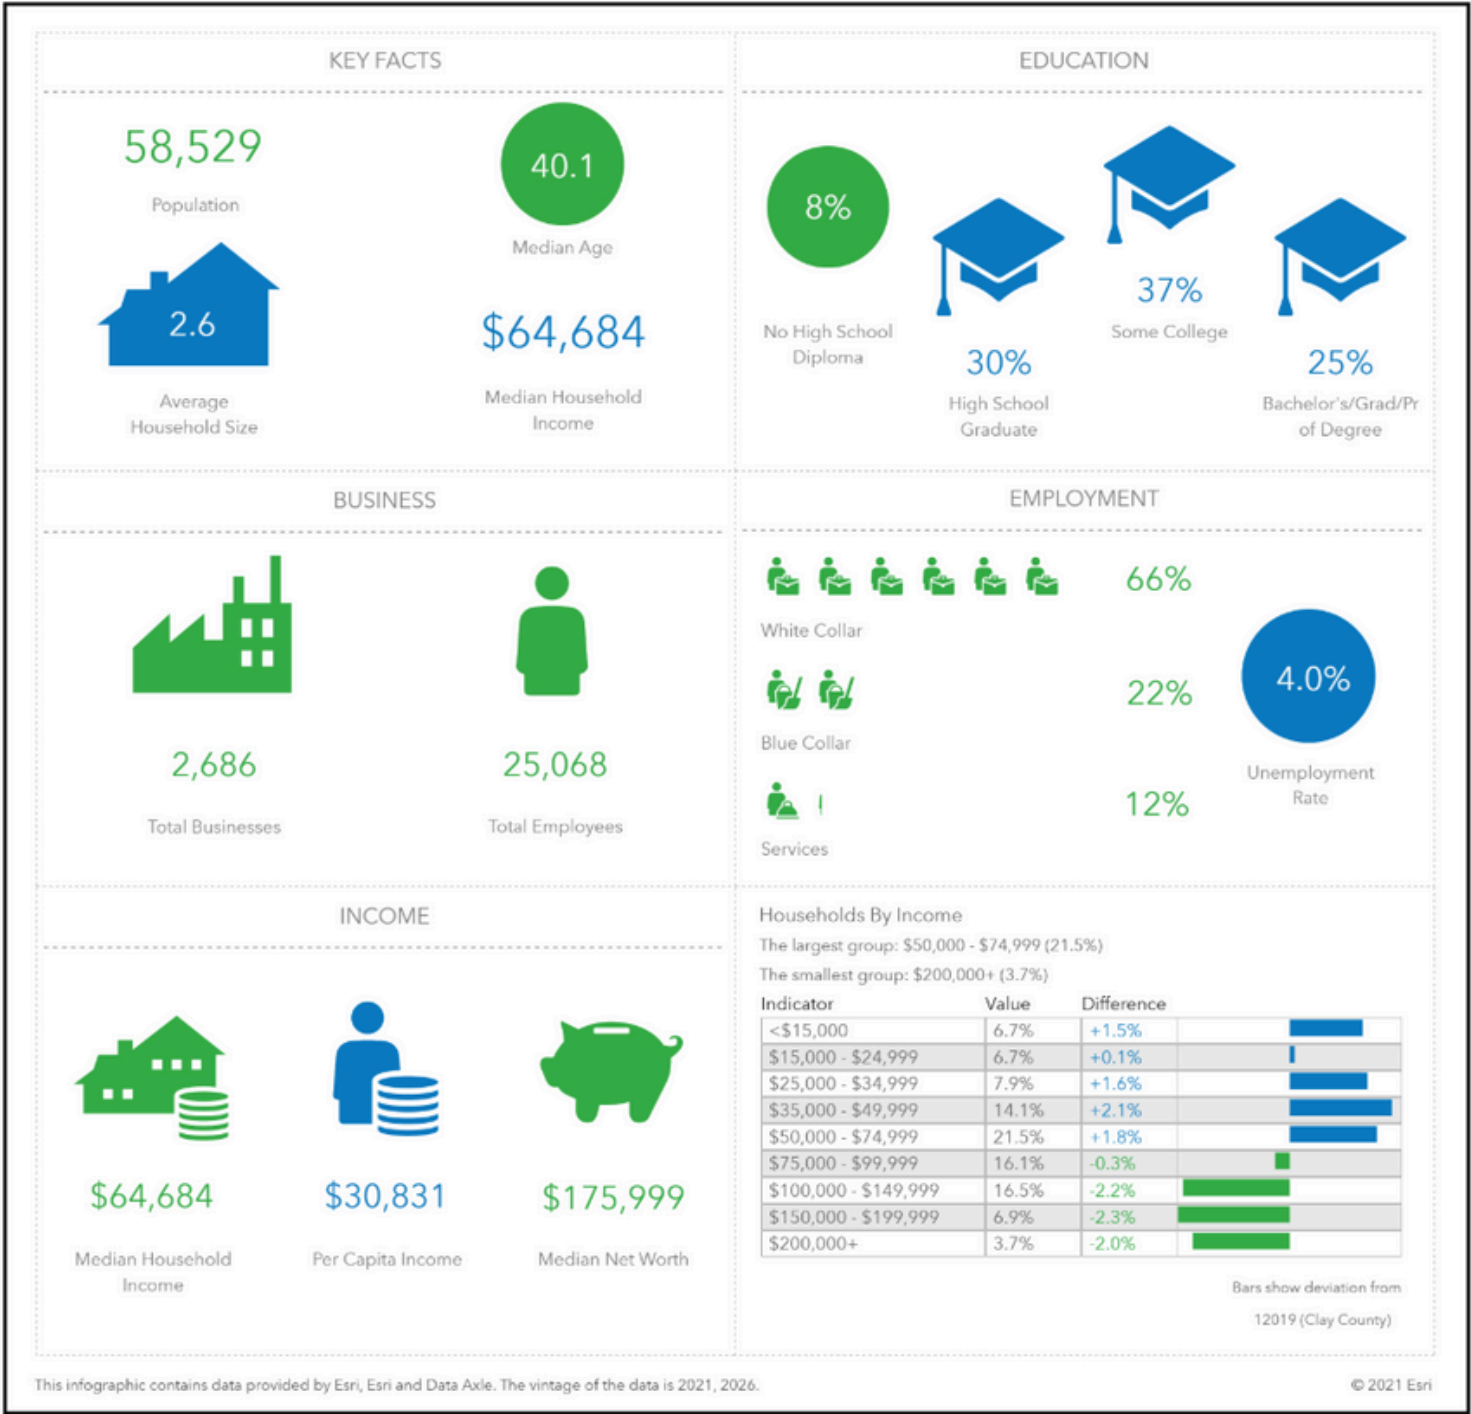 KEY FACTS
58,529
Population
40.1
Median Age
2.6
Average
Household Size
$64,684
Median Household
Income
EDUCATION
8%
No High School
Diploma
30%
High School
Graduate
37%
Some College
25%
Bachelor's/Grad/Pr
of Degree
BUSINESS
2,686
Total Businesses
25,068
Total Employees
EMPLOYMENT
66%
White Collar
22%
Blue Collar
12%
Services
4.0%
Unemployment
Rate
INCOME
$64,684
Median Household
Income
$30,831
Per Capita Income
$175,999
Median Net Worth
Households By Income
The largest group: $50,000 - $74,999 (21.5%)
The smallest group: $200,000+ (3.7%)
Indicator Value Difference
<$15,000 6.7% +1.5%
$15,000 - $24,999 6.7% +0.1%
$25,000 - $34,999 7.9% +1.6%
$35,000 - $49,999 14.1% +2.1%
$50,000 - $74,999 21.5% +1.8%
$75,000 - $99,999 16.1% -0.3%
$100,000 - $149,999 16.5% -2.2%
$150,000 - $199,999 6.9% -2.3%
$200,000+ 3.7% -2.0%
Bars show deviation from
12019 (Clay County)
This infographic contains data provided by Esri, Esri and Data Axle. The vintage of the data is 2021, 2026.
© 2021 Esri